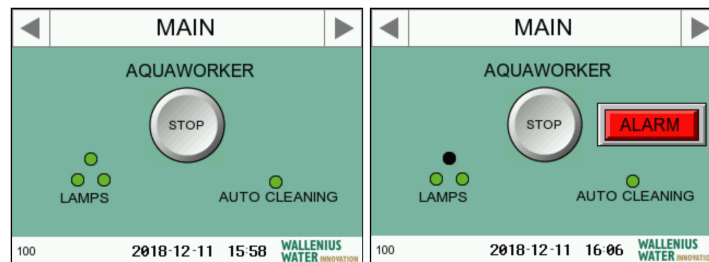 MAIN
AQUAWORKER
STOP
LAMPS
AUTO CLEANING
100 2018-12-11 15:58 WALLENIUS
WATER INNOVATION
MAIN
AQUAWORKER
STOP ALARM
LAMPS
AUTO CLEANING
100 2018-12-11 16:06 WALLENIUS
WATER INNOVATION